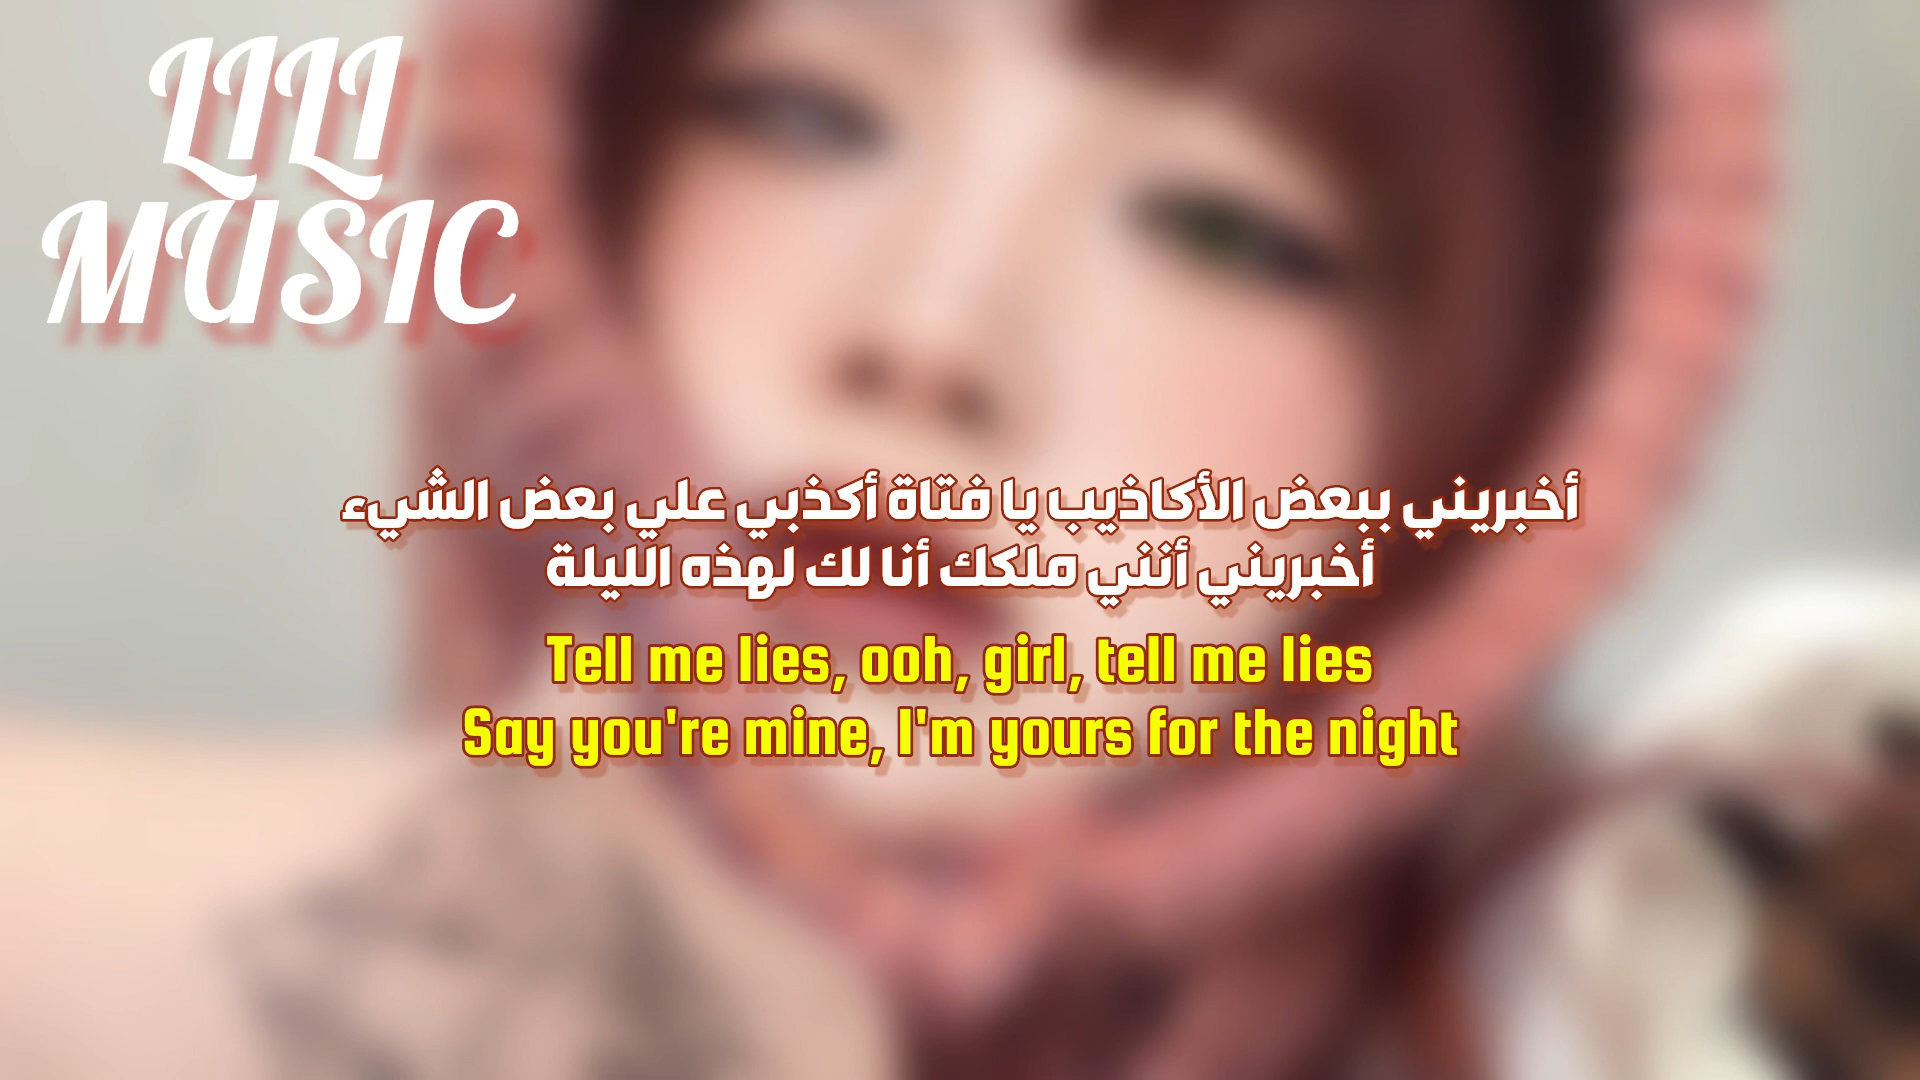 LILI
MUSIC
أخبريني ببعض الأكاذيب يا فتاة أكذبي علي بعض الشيء
أخبريني أنني ملكك أنا لك لهذه الليلة
Tell me lies, ooh, girl, tell me lies
Say you're mine, I'm yours for the night